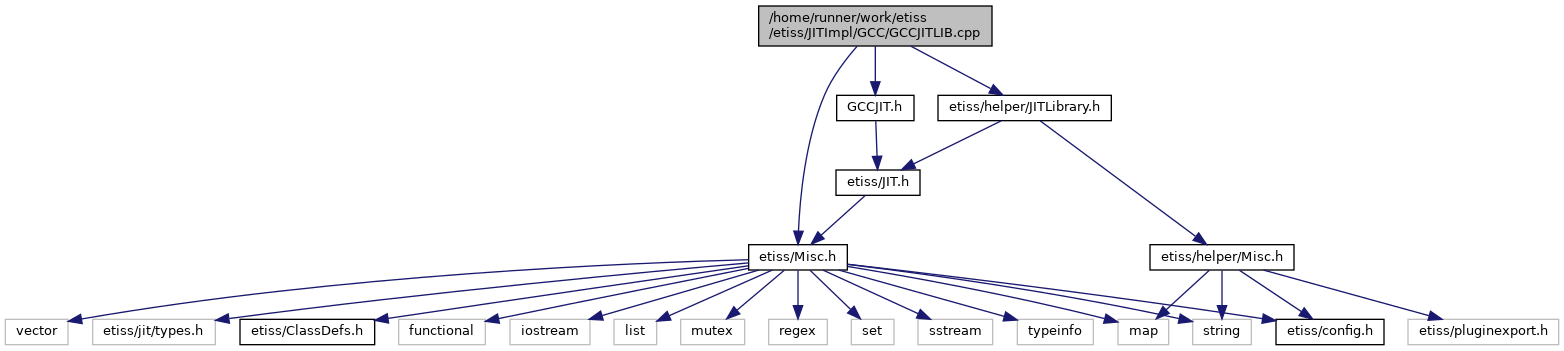 /home/runner/work/etiss
/etiss/JITImpl/GCC/GCCJITLIB.cpp
GCCJIT.h
etiss/helper/JITLibrary.h
etiss/JIT.h
etiss/Misc.h
etiss/helper/Misc.h
vector
etiss/jit/types.h
etiss/ClassDefs.h
functional
iostream
list
mutex
regex
set
sstream
typeinfo
map
string
etiss/config.h
etiss/pluginexport.h